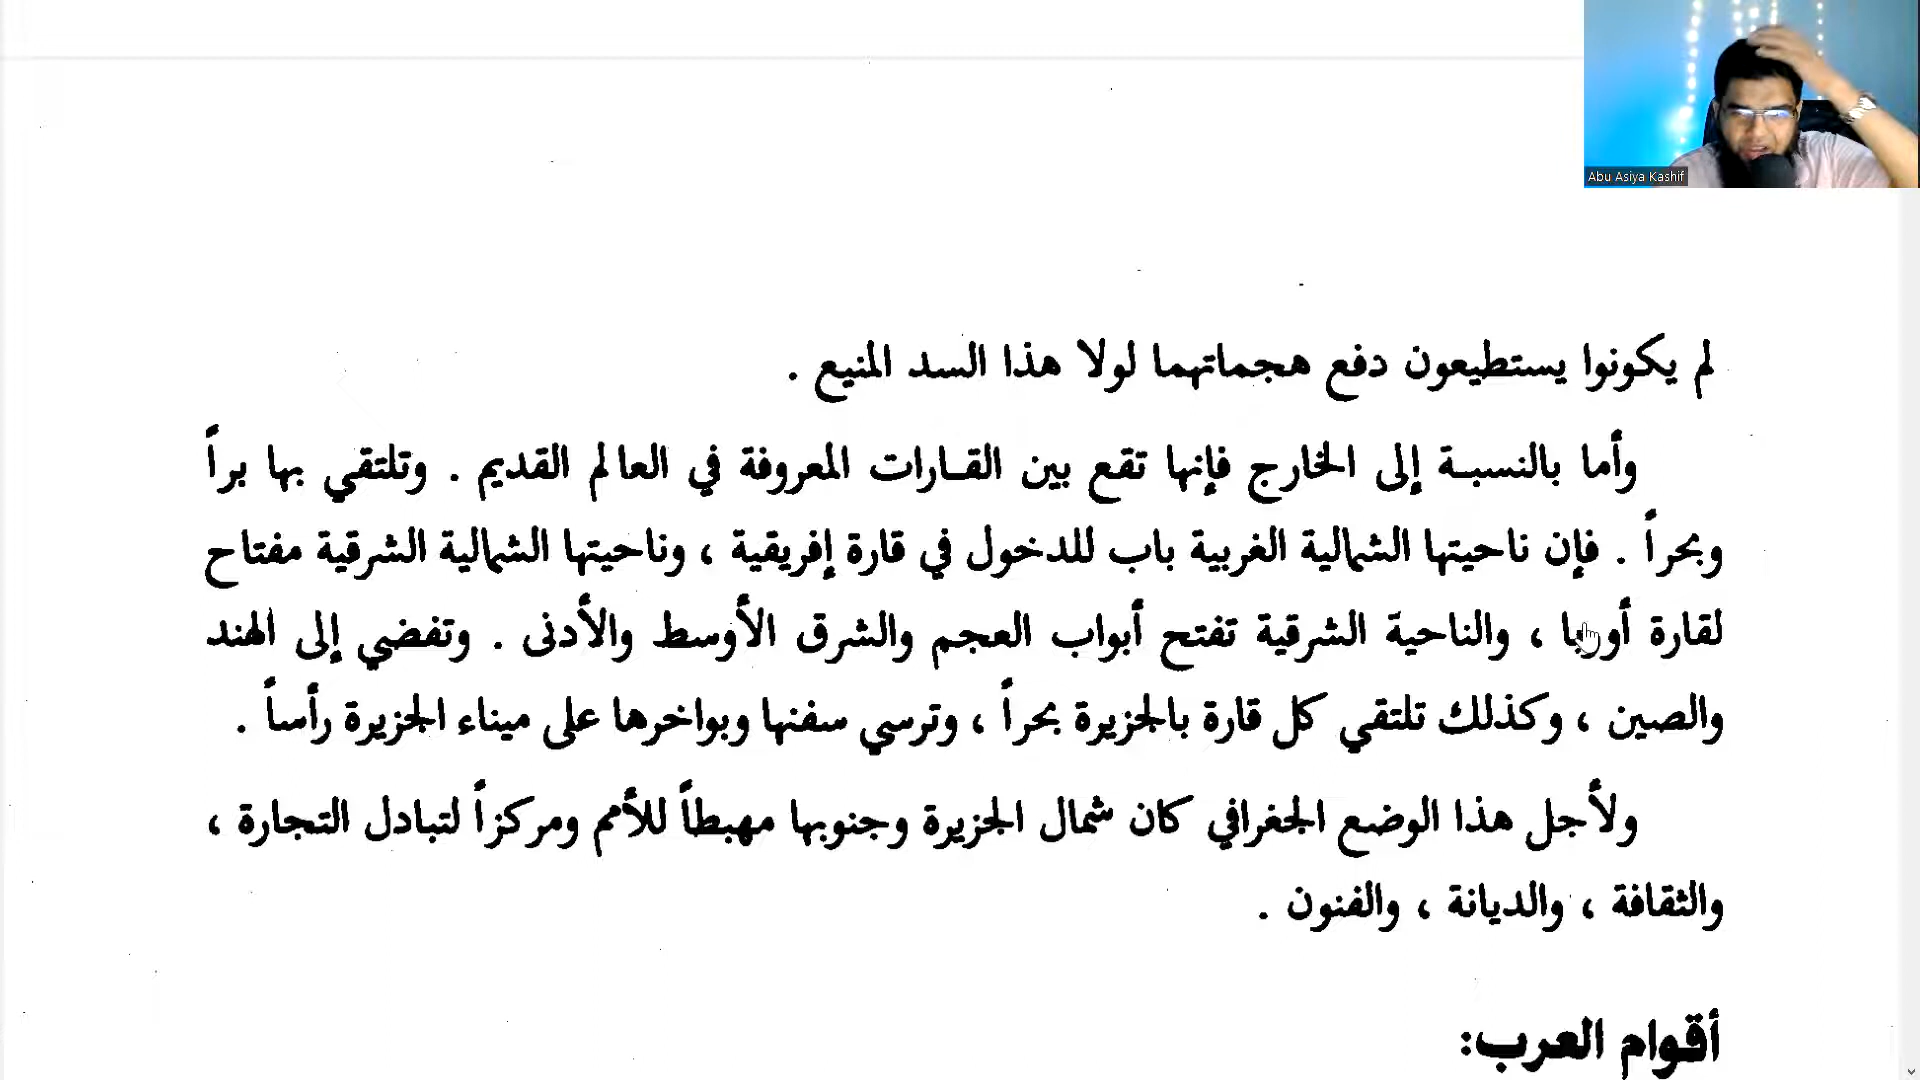 Abu Asiya Kashif
لم يكونوا يستطيعون دفع هجماتهما لولا هذا السد المنيع .
وأما بالنسبة إلى الخارج فإنها تقع بين القارات المعروفة في العالم القديم . وتلتقي بها براً
وبحراً . فإن ناحيتها الشمالية الغربية باب للدخول في قارة إفريقية ، وناحيتها الشمالية الشرقية مفتاح
لقارة أوربا ، والناحية الشرقية تفتح أبواب العجم والشرق الأوسط والأدنى . وتفضي إلى الهند
والصين ، وكذلك تلتقي كل قارة بالجزيرة بحراً ، وترسي سفنها وبواخرها على ميناء الجزيرة رأساً .
ولأجل هذا الوضع الجغرافي كان شمال الجزيرة وجنوبها مهبطاً للأمم ومركزاً لتبادل التجارة ،
والثقافة ، والديانة ، والفنون .
أقوام العرب: